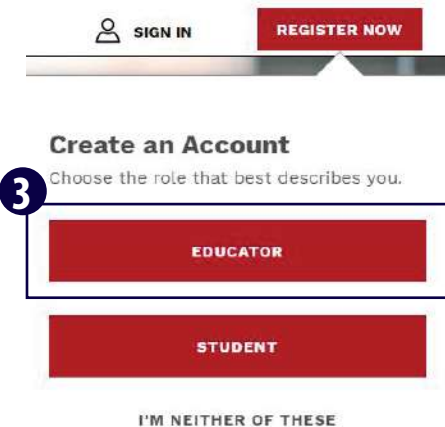 SIGN IN
REGISTER NOW
Create an Account
Choose the role that best describes you.
3
EDUCATOR
STUDENT
I'M NEITHER OF THESE